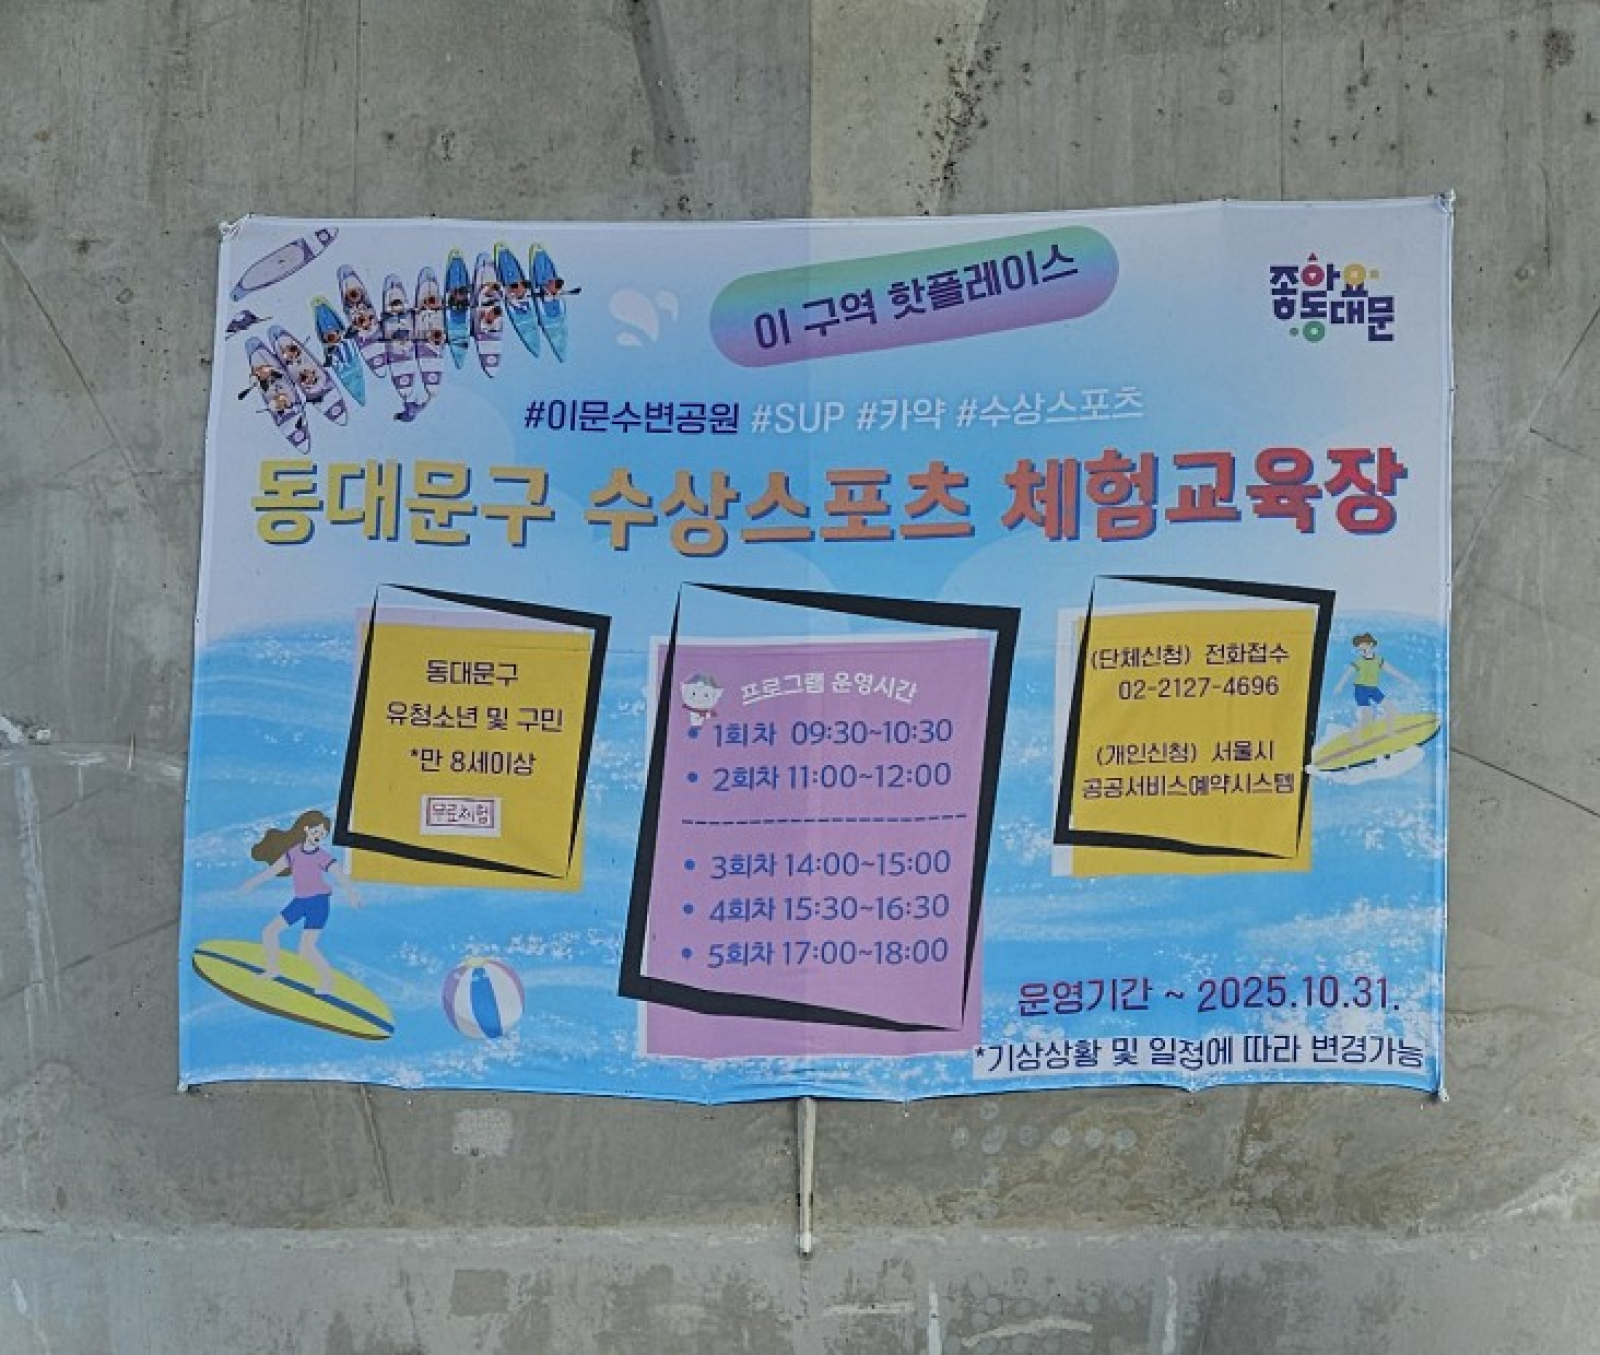 이 구역 핫플레이스
좋아요
동대문
#이문수변공원 #SUP #카약 #수상스포츠
동대문구 수상스포츠 체험교육장
동대문구
유청소년 및 구민
*만 8세이상
무료체험
프로그램 운영시간
• 1회차 09:30~10:30
• 2회차 11:00~12:00
• 3회차 14:00~15:00
• 4회차 15:30~16:30
• 5회차 17:00~18:00
(단체신청) 전화접수
02-2127-4696
(개인신청) 서울시
공공서비스예약시스템
운영기간 ~ 2025.10.31.
*기상상황 및 일정에 따라 변경가능